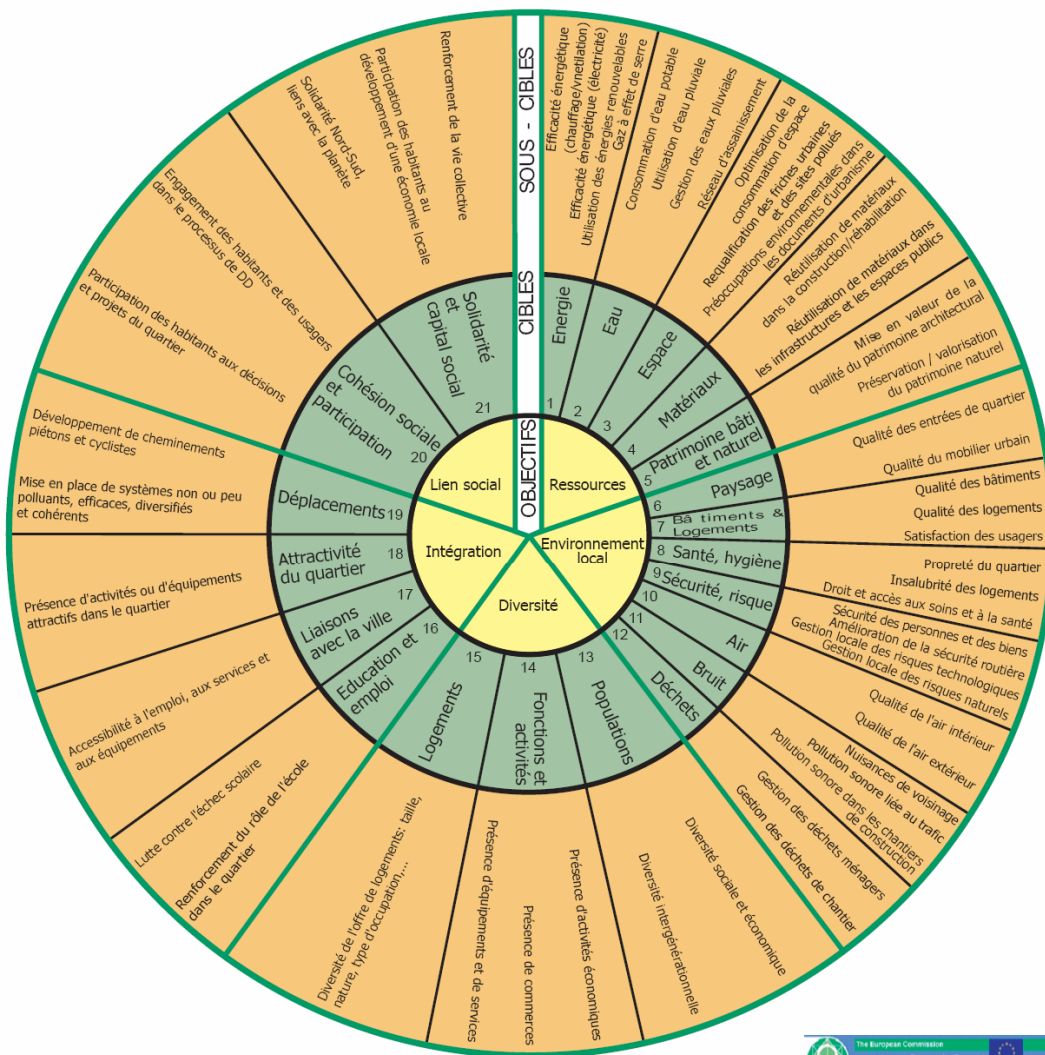 SOUS - CIBLES
CIBLES
OBJECTIFS
Ressources
Environnement
local
Diversité
Intégration
Lien social
1
Energie
2
Eau
3
Espace
4
Matériaux
5
Patrimoine bâti
et naturel
6
Paysage
7
Bâ timents &
Logements
8
Santé, hygiène
9
Sécurité, risque
10
Air
11
Bruit
12
Déchets
13
Populations
14
Fonctions et
activités
15
Logements
16
Education et
emploi
17
Liaisons
avec la ville
18
Attractivité
du quartier
19
Déplacements
20
Cohésion sociale
et
participation
21
Solidarité
et
capital social
Efficacité énergétique
(chauffage/vnetilation)
Efficacité énergétique (électricité)
Utilisation des énergies renouvelables
Gaz à effet de serre
Consommation d'eau potable
Utilisation d'eau pluviale
Gestion des eaux pluviales
Réseau d'assainissement
Optimisation de la
consommation d'espace
Requalification des friches urbaines
et des sites pollués
Préoccupations environnementales dans
les documents d'urbanisme
Réutilisation de matériaux
dans la construction/réhabilitation
Réutilisation de matériaux dans
les infrastructures et les espaces publics
Mise en valeur de la
qualité du patrimoine architectural
Préservation / valorisation
du patrimoine naturel
Qualité des entrées de quartier
Qualité du mobilier urbain
Qualité des bâtiments
Qualité des logements
Satisfaction des usagers
Propreté du quartier
Insalubrité des logements
Droit et accès aux soins et à la santé
Sécurité des personnes et des biens
Amélioration de la sécurité routière
Gestion locale des risques technologiques
Gestion locale des risques naturels
Qualité de l'air intérieur
Qualité de l'air extérieur
Nuisances de voisinage
Pollution sonore liée au trafic
Pollution sonore dans les chantiers
de construction
Gestion des déchets ménagers
Gestion des déchets de chantier
Diversité sociale et économique
Diversité intergénérationnelle
Présence d'activités économiques
Présence de commerces
Présence d'équipements et de services
Diversité de l'offre de logements: taille,
nature, type d'occupation,...
Renforcement du rôle de l'école
dans le quartier
Lutte contre l'échec scolaire
Accessibilité à l'emploi, aux services et
aux équipements
Présence d'activités ou d'équipements
attractifs dans le quartier
Mise en place de systèmes non ou peu
polluants, efficaces, diversifiés
et cohérents
Développement de cheminements
piétons et cyclistes
Participation des habitants aux décisions
et projets du quartier
Engagement des habitants et des usagers
dans le processus de DD
Solidarité Nord-Sud,
liens avec la planète
Participation des habitants au
développement d'une économie locale
Renforcement de la vie collective
The European Commission